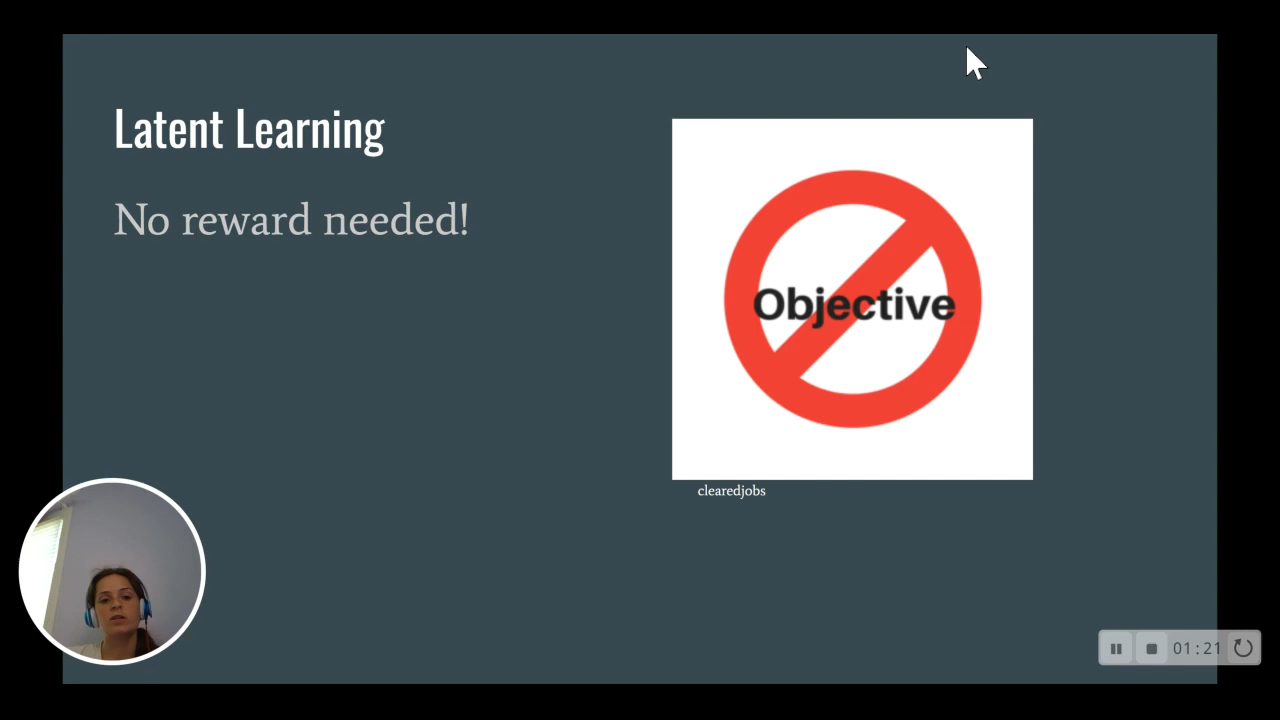 Latent Learning
No reward needed!
Objective
clearedjobs
01:21